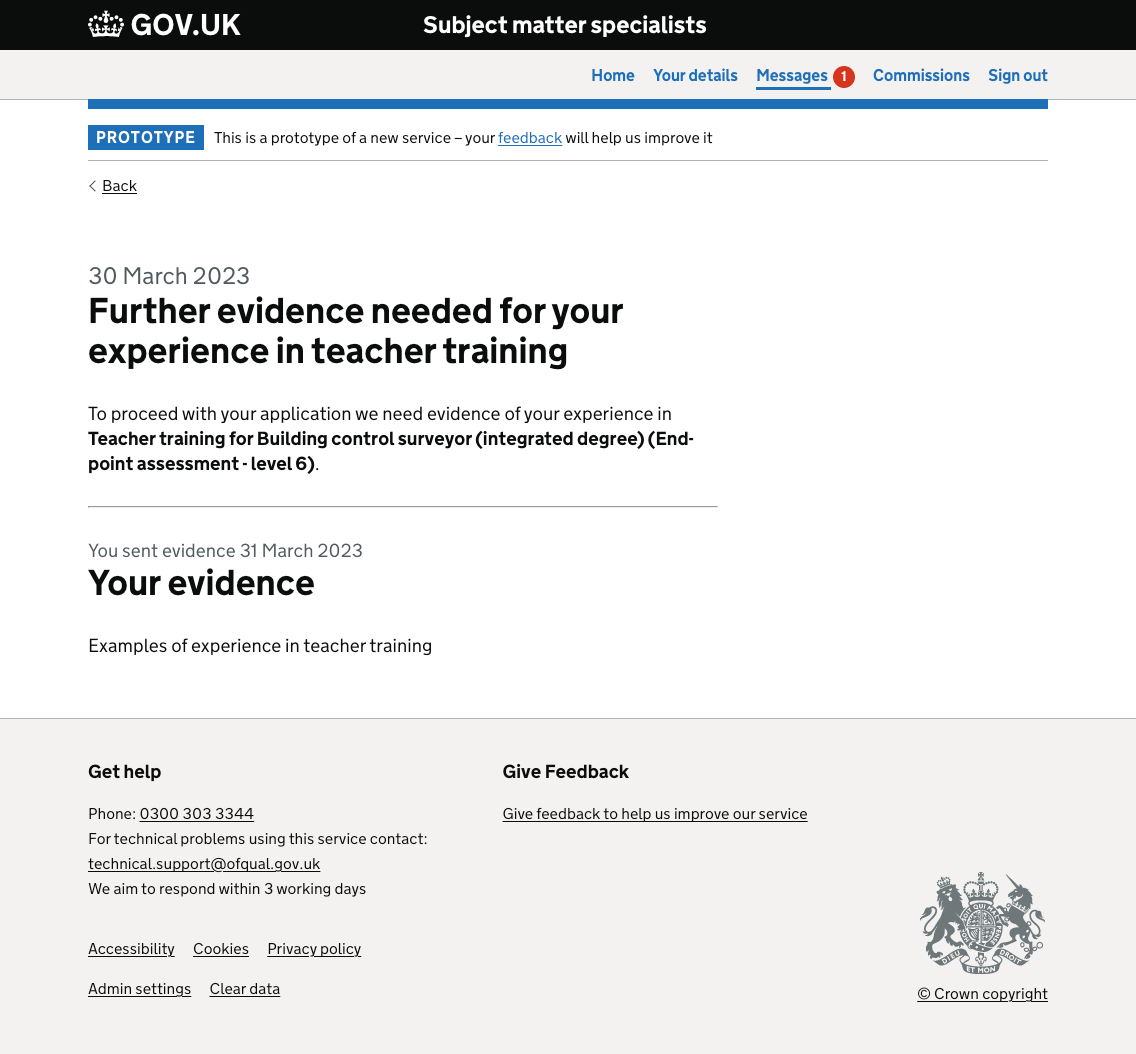 GOV.UK
Subject matter specialists
Home
Your details
Messages 1
Commissions
Sign out
PROTOTYPE
This is a prototype of a new service – your feedback will help us improve it
Back
30 March 2023
Further evidence needed for your
experience in teacher training
To proceed with your application we need evidence of your experience in
Teacher training for Building control surveyor (integrated degree) (End-
point assessment - level 6).
You sent evidence 31 March 2023
Your evidence
Examples of experience in teacher training
Get help
Phone: 0300 303 3344
For technical problems using this service contact:
technical.support@ofqual.gov.uk
We aim to respond within 3 working days
Give Feedback
Give feedback to help us improve our service
Accessibility
Cookies
Privacy policy
Admin settings
Clear data
DIEU ET MON DROIT
© Crown copyright